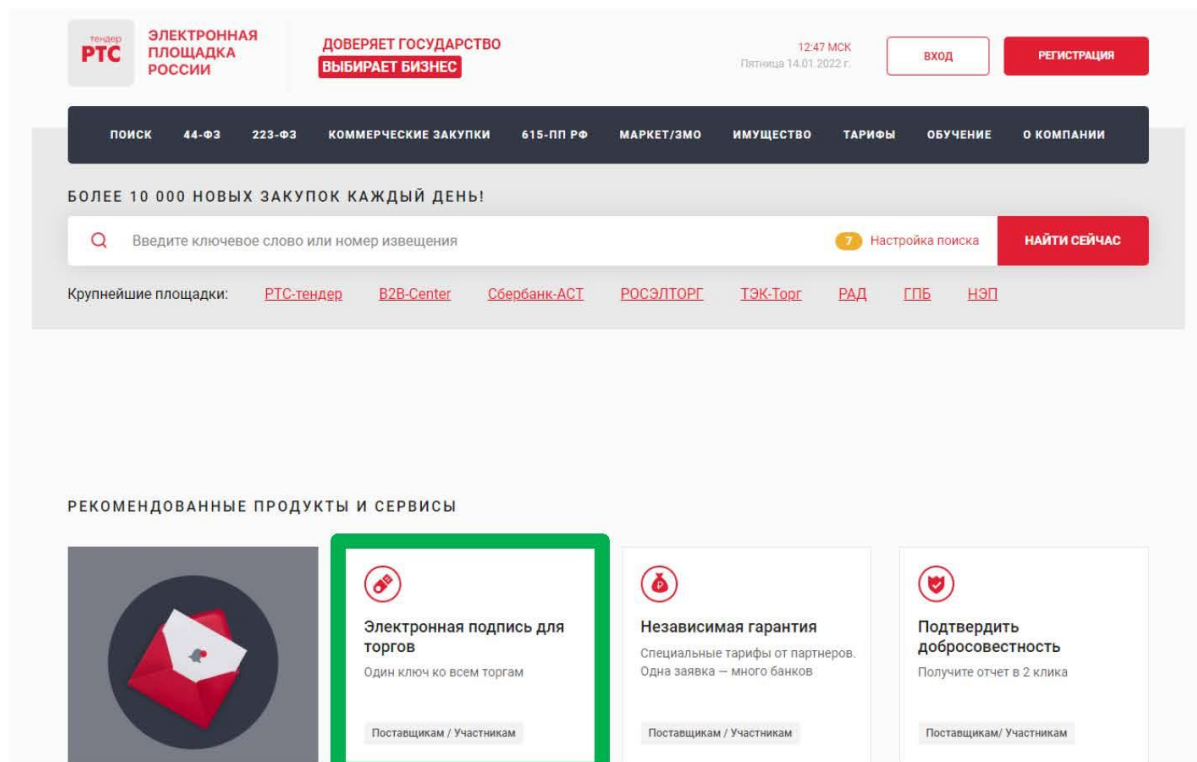 тендер
РТС
ЭЛЕКТРОННАЯ
ПЛОЩАДКА
РОССИИ
ДОВЕРЯЕТ ГОСУДАРСТВО
ВЫБИРАЕТ БИЗНЕС
12:47 МСК
Пятница 14.01.2022 г.
ВХОД
РЕГИСТРАЦИЯ
ПОИСК 44-ФЗ 223-ФЗ КОММЕРЧЕСКИЕ ЗАКУПКИ 615-ПП РФ МАРКЕТ/ЗМО ИМУЩЕСТВО ТАРИФЫ ОБУЧЕНИЕ О КОМПАНИИ
БОЛЕЕ 10 000 НОВЫХ ЗАКУПОК КАЖДЫЙ ДЕНЬ!
Введите ключевое слово или номер извещения 7 Настройка поиска НАЙТИ СЕЙЧАС
Крупнейшие площадки: РТС-тендер B2B-Center Сбербанк-АСТ РОСЭЛТОРГ ТЭК-Торг РАД ГПБ НЭП
РЕКОМЕНДОВАННЫЕ ПРОДУКТЫ И СЕРВИСЫ
Электронная подпись для
торгов
Один ключ ко всем торгам
Поставщикам / Участникам
Независимая гарантия
Специальные тарифы от партнеров.
Одна заявка — много банков
Поставщикам / Участникам
Подтвердить
добросовестность
Получите отчет в 2 клика
Поставщикам/ Участникам